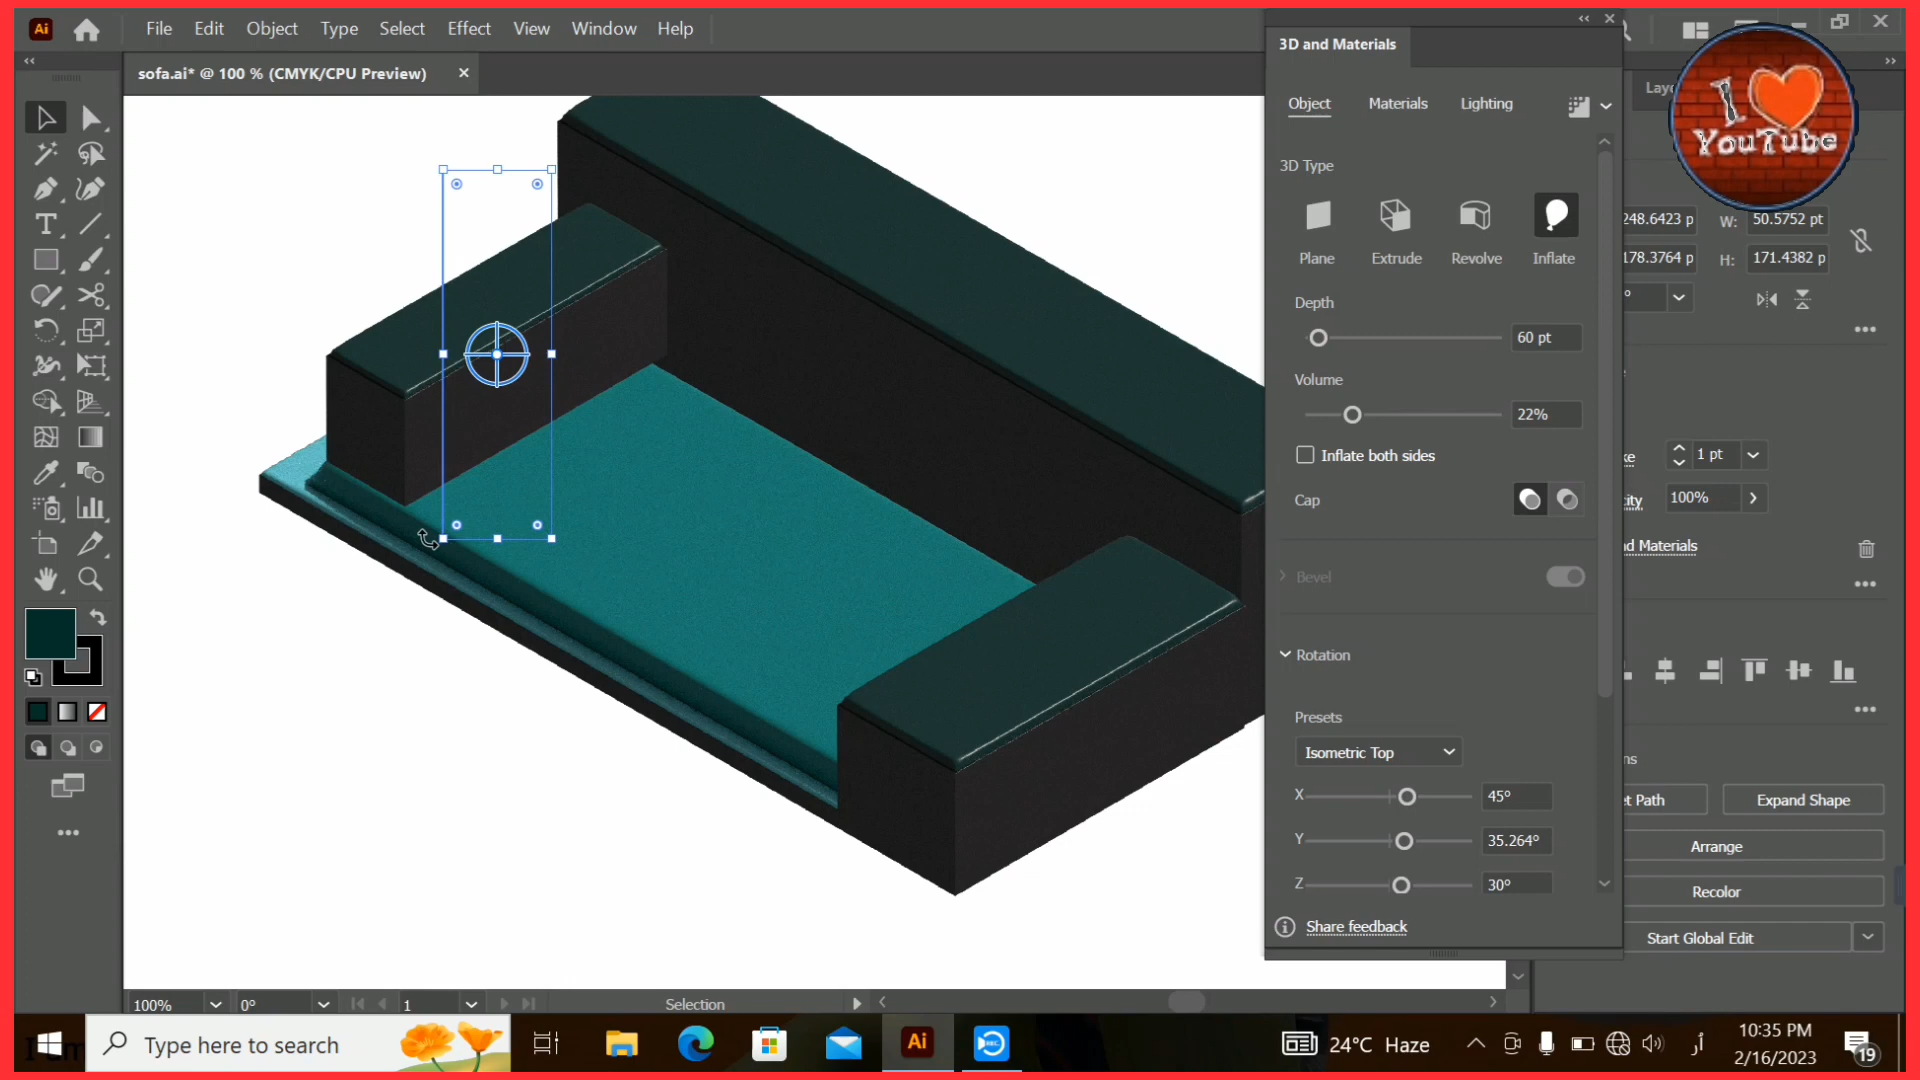 Ai File Edit Object Type Select Effect View Window Help
sofa.ai* @ 100 % (CMYK/CPU Preview)
3D and Materials
Object Materials Lighting
3D Type
Plane Extrude Revolve Inflate
Depth
60 pt
Volume
22%
Inflate both sides
Cap
Bevel
Rotation
Presets
Isometric Top
X 45°
Y 35.264°
Z 30°
Share feedback
I
YouTube
248.6423 p W: 50.5752 pt
178.3764 p H: 171.4382 p
1 pt
100%
Materials
Path Expand Shape
Arrange
Recolor
Start Global Edit
T
100% 0° 1 Selection
Type here to search
Ai
REC
24°C Haze
أر
10:35 PM
2/16/2023
19